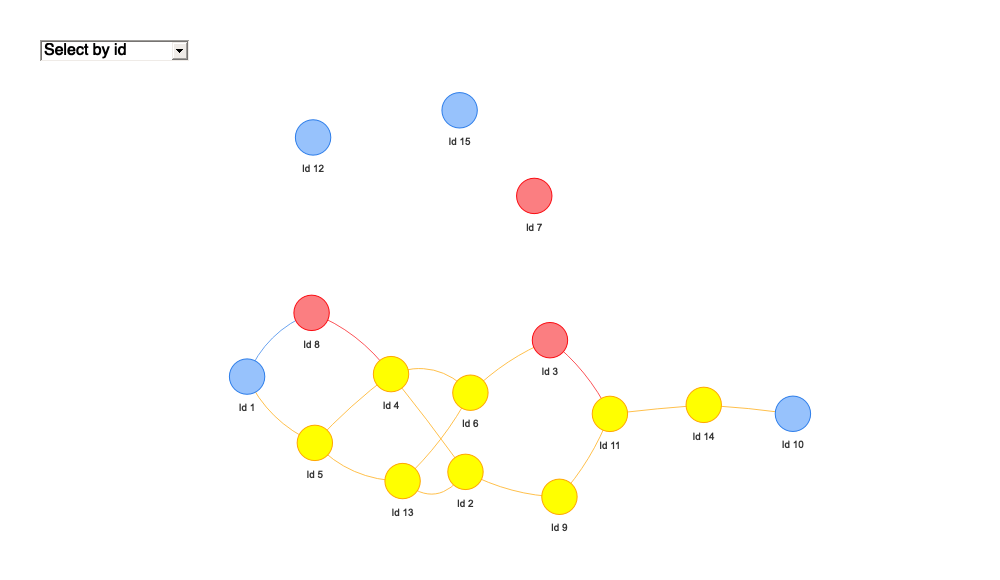 Select by id
Id 15
Id 12
Id 7
Id 8
Id 3
Id 1
Id 4
Id 6
Id 14
Id 10
Id 11
Id 5
Id 2
Id 13
Id 9